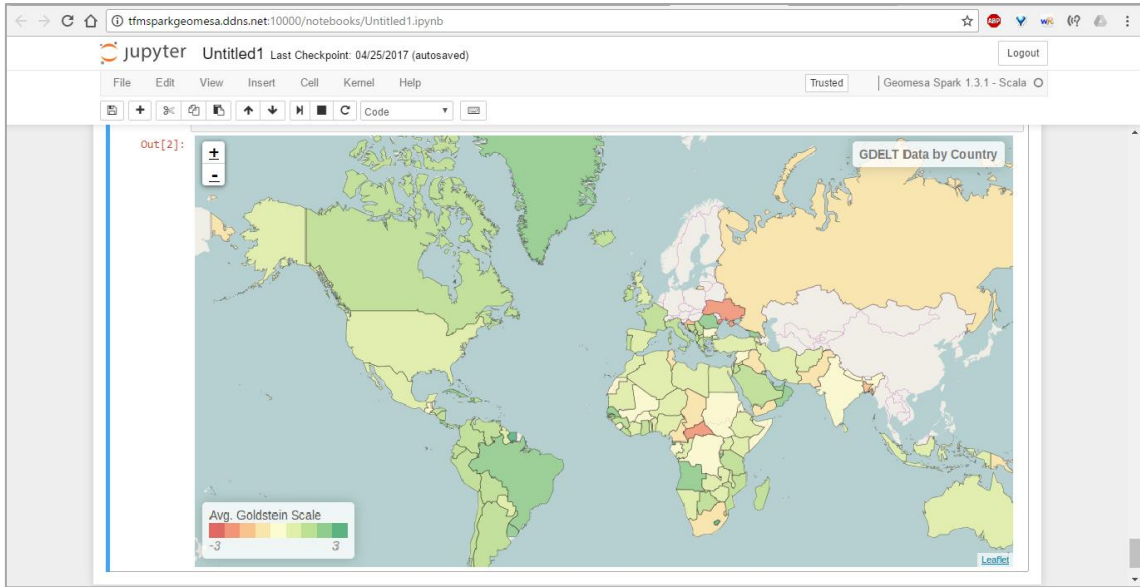 tfmsparkgeomesa.ddns.net:10000/notebooks/Untitled1.ipynb
ABP
jupyter Untitled1 Last Checkpoint: 04/25/2017 (autosaved)
Logout
File Edit View Insert Cell Kernel Help
Trusted
Geomesa Spark 1.3.1 - Scala
Code
Out[2]:
+
-
GDELT Data by Country
Avg. Goldstein Scale
-3 3
Leaflet